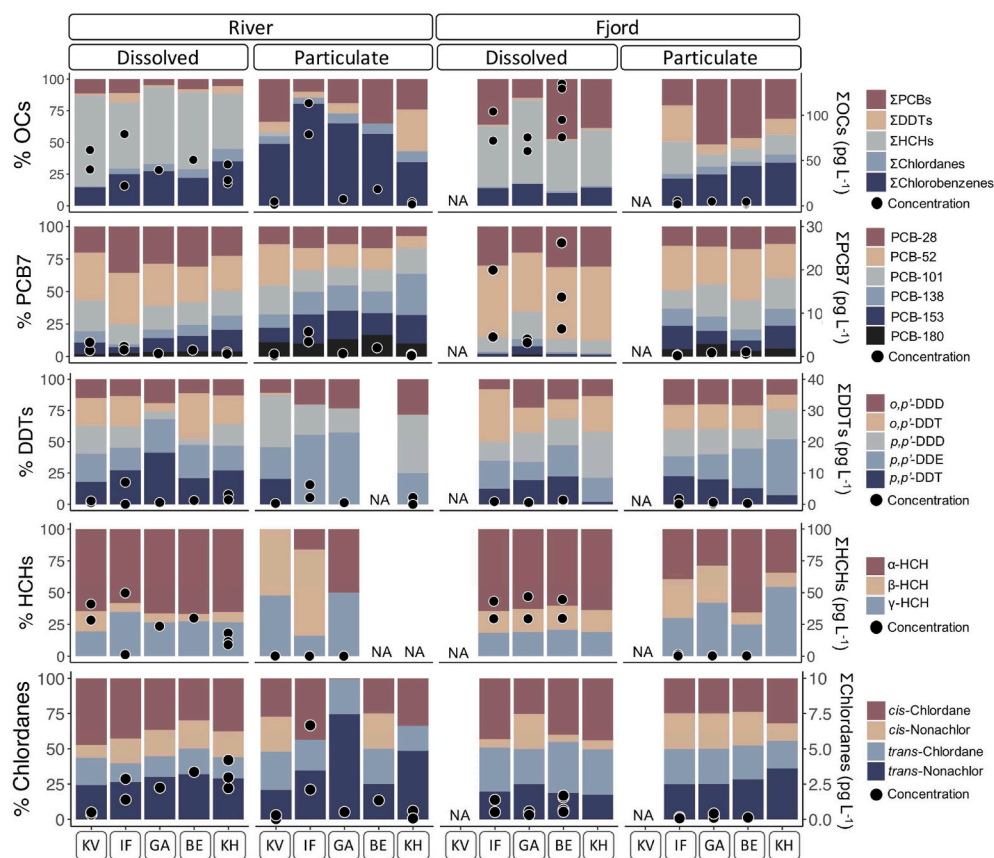 River
Fjord
Dissolved
Particulate
Dissolved
Particulate
% OCs
100
75
50
25
0
NA
NA
100
50
0
ΣOCs (pg L⁻¹)
ΣPCBs
ΣDDTs
ΣHCHs
ΣChlordanes
ΣChlorobenzenes
Concentration
% PCB7
100
75
50
25
0
NA
NA
30
20
10
0
ΣPCB7 (pg L⁻¹)
PCB-28
PCB-52
PCB-101
PCB-138
PCB-153
PCB-180
Concentration
% DDTs
100
75
50
25
0
NA
NA
NA
40
30
20
10
0
ΣDDTs (pg L⁻¹)
o,p'-DDD
o,p'-DDT
p,p'-DDD
p,p'-DDE
p,p'-DDT
Concentration
% HCHs
100
75
50
25
0
NA
NA
NA
NA
100
75
50
25
0
ΣHCHs (pg L⁻¹)
α-HCH
β-HCH
γ-HCH
Concentration
% Chlordanes
100
75
50
25
0
NA
NA
10
7.5
5.0
2.5
0.0
ΣChlordanes (pg L⁻¹)
cis-Chlordane
cis-Nonachlor
trans-Chlordane
trans-Nonachlor
Concentration
KV IF GA BE KH KV IF GA BE KH KV IF GA BE KH KV IF GA BE KH